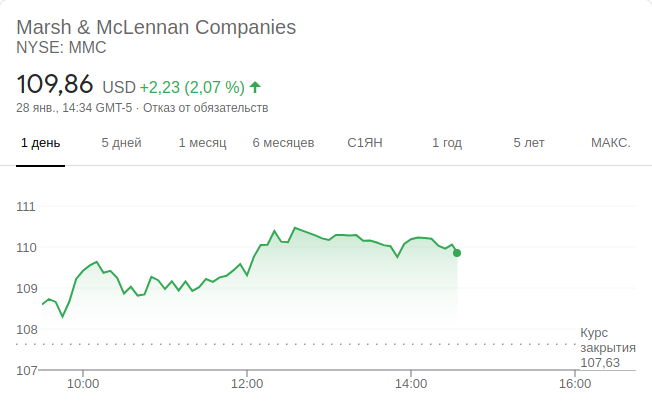 Marsh & McLennan Companies
NYSE: MMC
109,86 USD +2,23 (2,07 %)
28 янв., 14:34 GMT-5 · Отказ от обязательств
1 день 5 дней 1 месяц 6 месяцев С1ЯН 1 год 5 лет МАКС.
111
110
109
108
Курс
закрытия
107,63
107
10:00 12:00 14:00 16:00